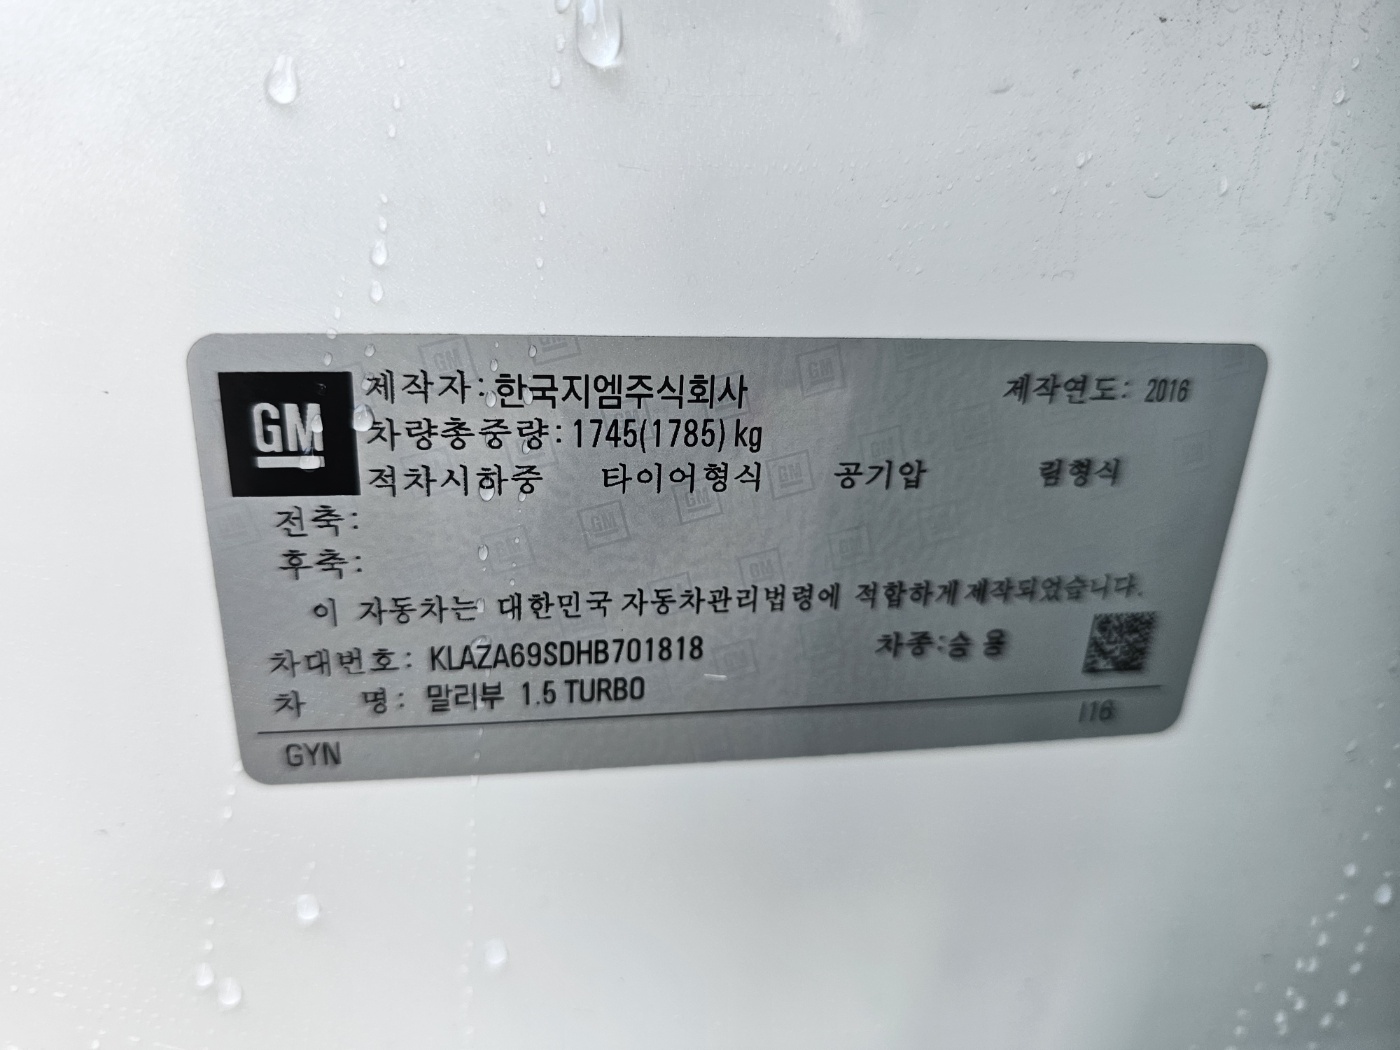 GM
제작자: 한국지엠주식회사 제작연도: 2016
차량총중량: 1745(1785) kg
적차시하중 타이어형식 공기압 림형식
전축:
후축:
이 자동차는 대한민국 자동차관리법령에 적합하게 제작되었습니다.
차대번호: KLAZA69SDHB701818 차종:승 용
차 명: 말리부 1.5 TURBO
GYN I16